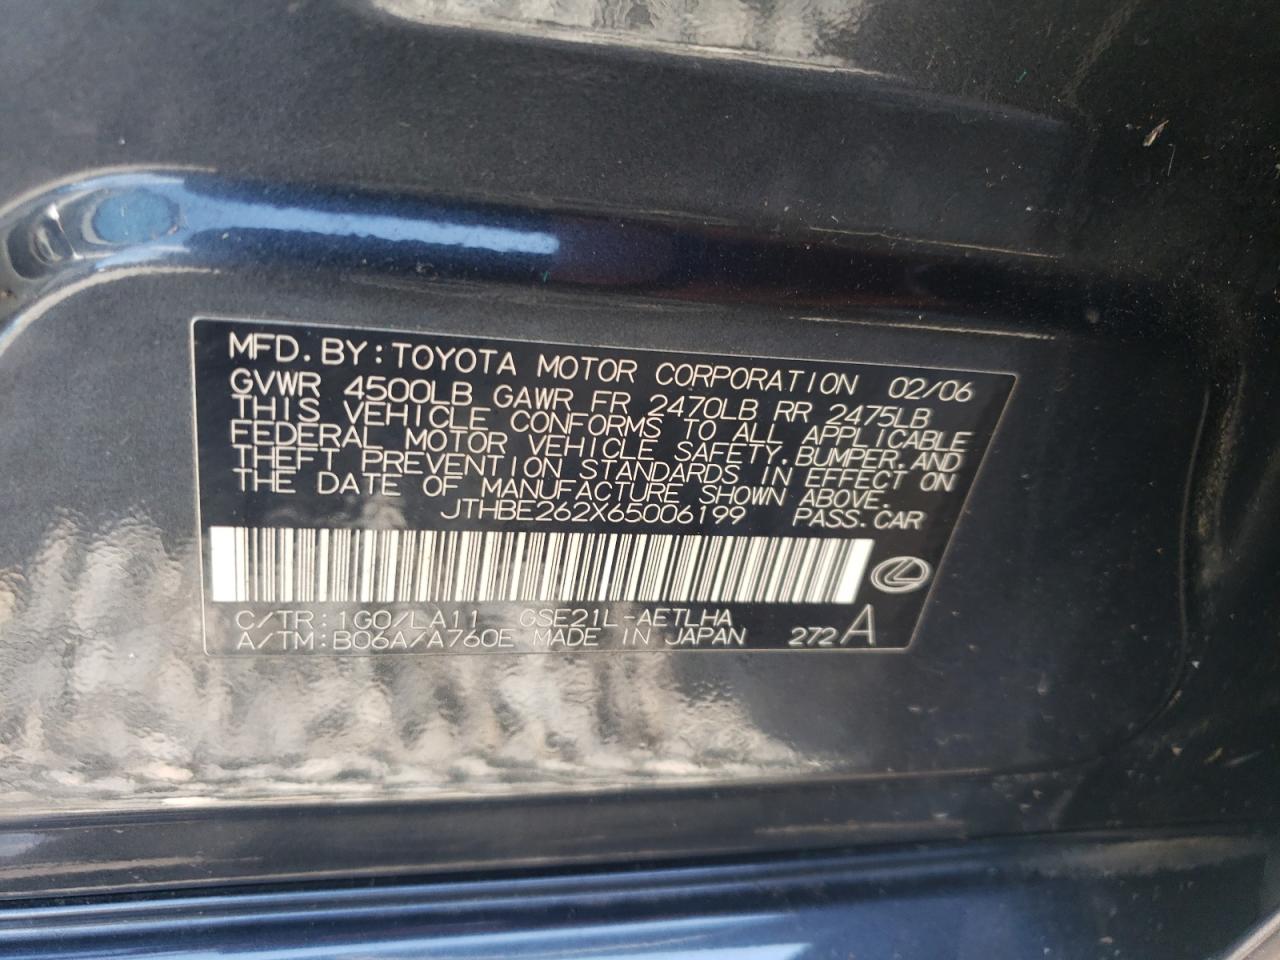 MFD. BY: TOYOTA MOTOR CORPORATION 02/06
GVWR 4500LB GAWR FR 2470LB RR 2475LB
THIS VEHICLE CONFORMS TO ALL APPLICABLE
FEDERAL MOTOR VEHICLE SAFETY, BUMPER, AND
THEFT PREVENTION STANDARDS IN EFFECT ON
THE DATE OF MANUFACTURE SHOWN ABOVE.
JTHBE262X65006199 PASS. CAR
C/TR: 1G0/LA11 GSE21L-AETLHA
A/TM: B06A/A760E MADE IN JAPAN 272 A